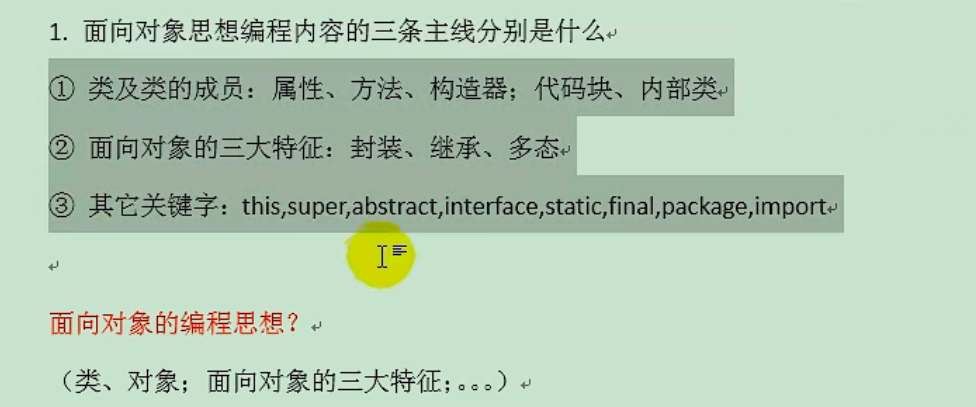 1. 面向对象思想编程内容的三条主线分别是什么
① 类及类的成员：属性、方法、构造器；代码块、内部类
② 面向对象的三大特征：封装、继承、多态
③ 其它关键字：this,super,abstract,interface,static,final,package,import
面向对象的编程思想？
（类、对象；面向对象的三大特征；。。。）